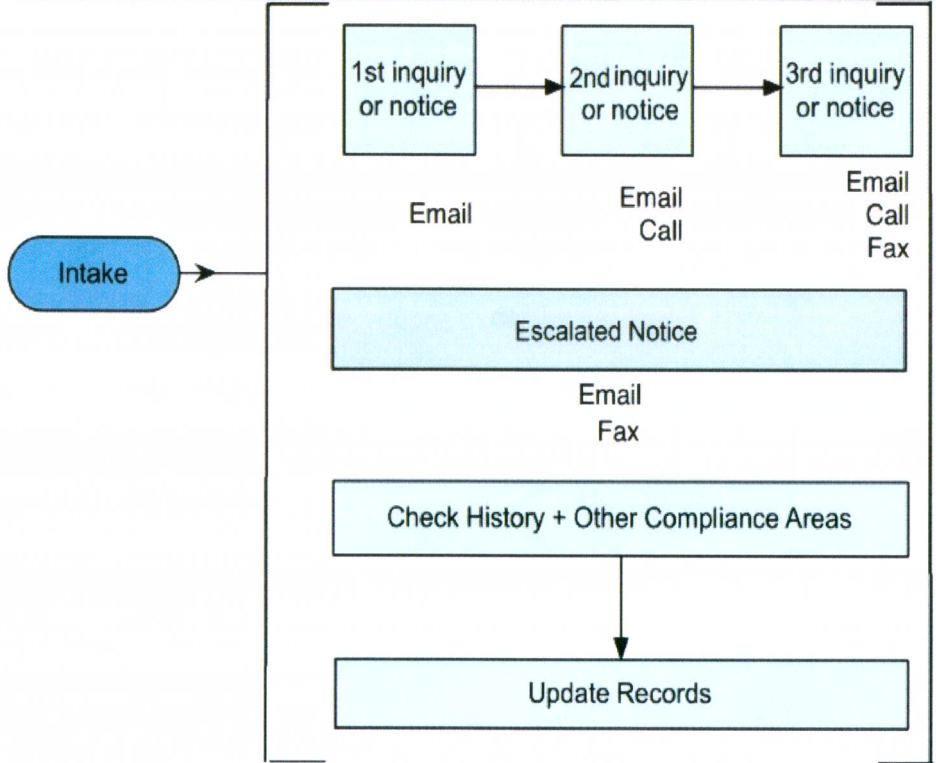 1st inquiry
or notice
2nd inquiry
or notice
3rd inquiry
or notice
Email
Email
Call
Email
Call
Fax
Intake
Escalated Notice
Email
Fax
Check History + Other Compliance Areas
Update Records